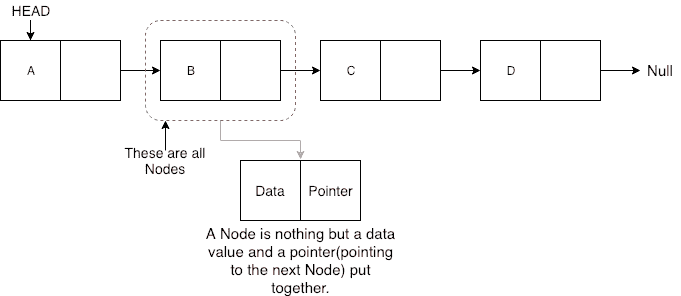 HEAD
A
B
C
D
Null
These are all
Nodes
Data
Pointer
A Node is nothing but a data
value and a pointer(pointing
to the next Node) put
together.